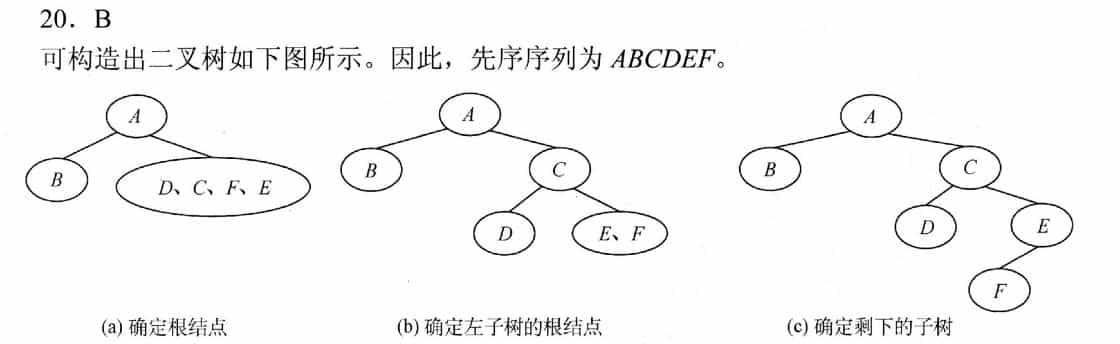 20．B
可构造出二叉树如下图所示。因此，先序序列为 ABCDEF。
A
B
D、C、F、E
(a) 确定根结点
A
B
C
D
E、F
(b) 确定左子树的根结点
A
B
C
D
E
F
(c) 确定剩下的子树